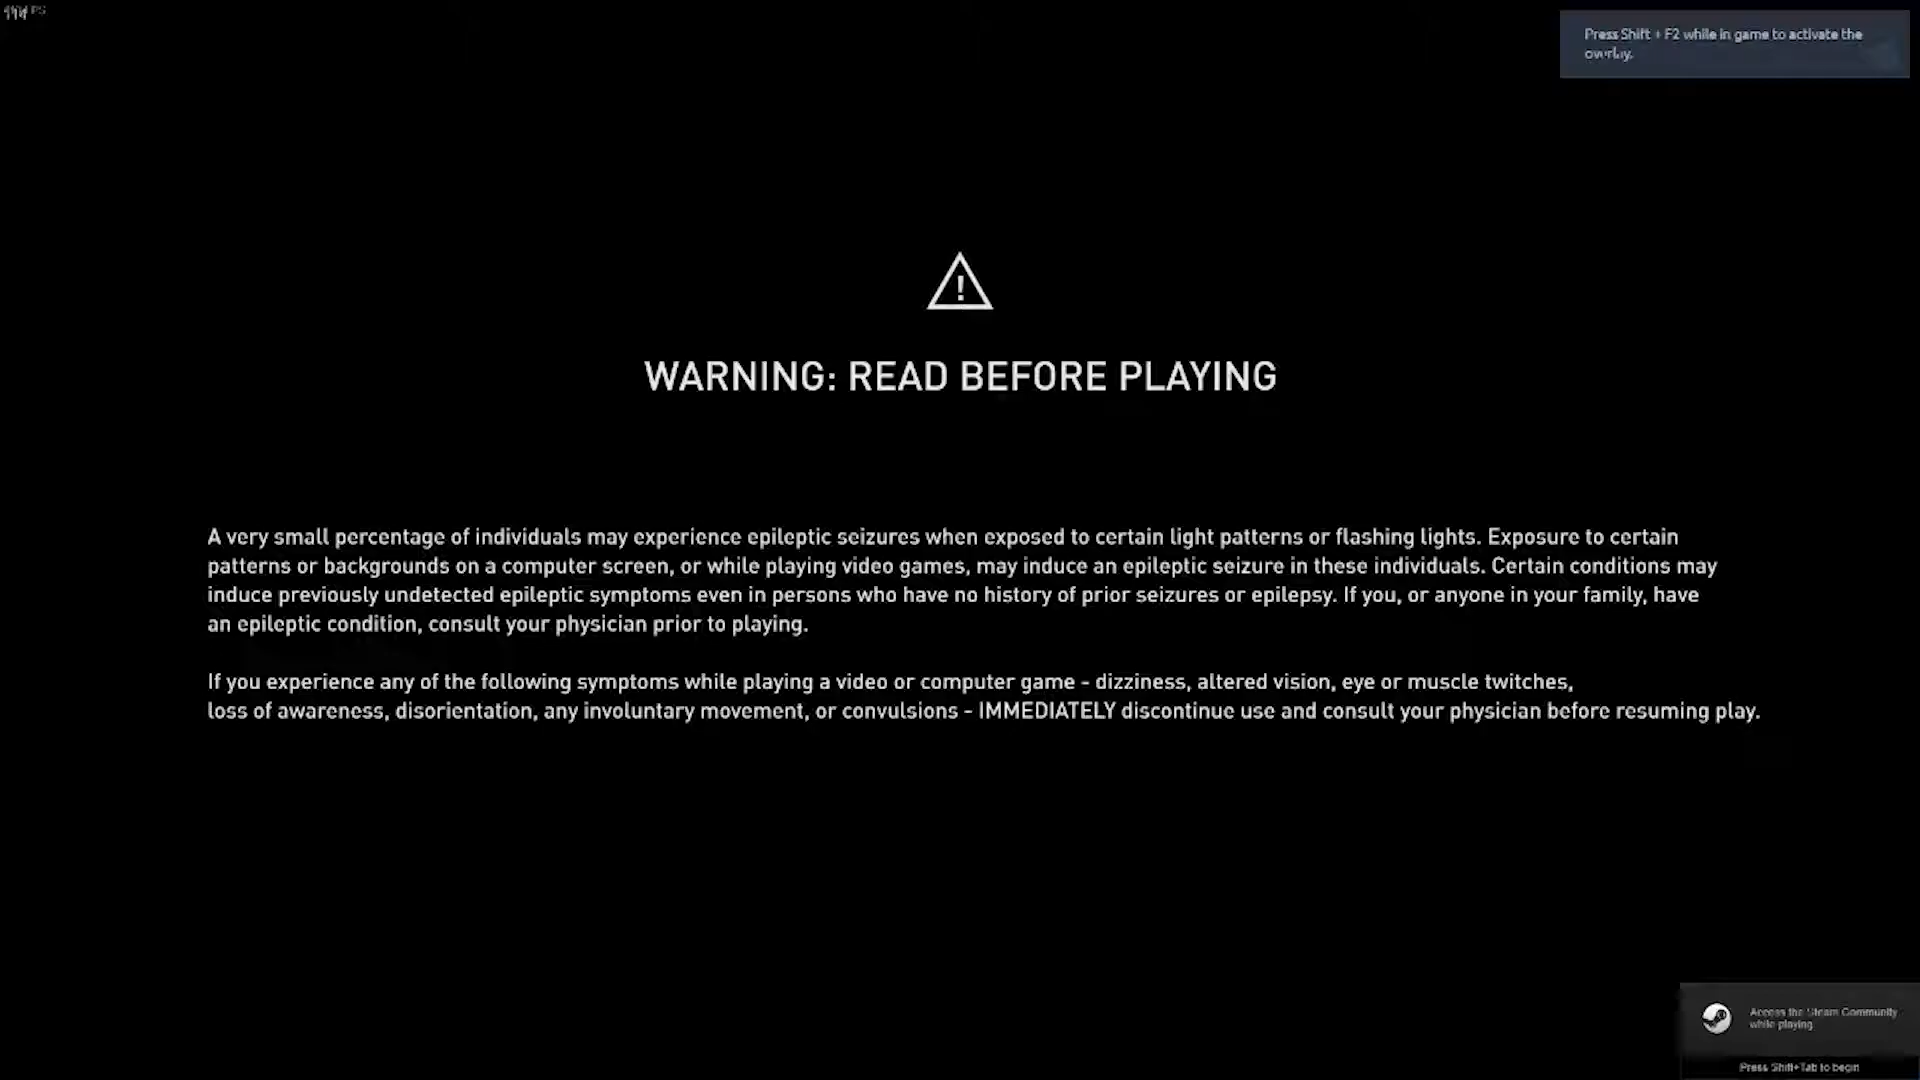 Press Shift + F2 while in game to activate the
overlay.
WARNING: READ BEFORE PLAYING
A very small percentage of individuals may experience epileptic seizures when exposed to certain light patterns or flashing lights. Exposure to certain
patterns or backgrounds on a computer screen, or while playing video games, may induce an epileptic seizure in these individuals. Certain conditions may
induce previously undetected epileptic symptoms even in persons who have no history of prior seizures or epilepsy. If you, or anyone in your family, have
an epileptic condition, consult your physician prior to playing.
If you experience any of the following symptoms while playing a video or computer game - dizziness, altered vision, eye or muscle twitches,
loss of awareness, disorientation, any involuntary movement, or convulsions - IMMEDIATELY discontinue use and consult your physician before resuming play.
Access the Steam Community
while playing
Press Shift+Tab to begin